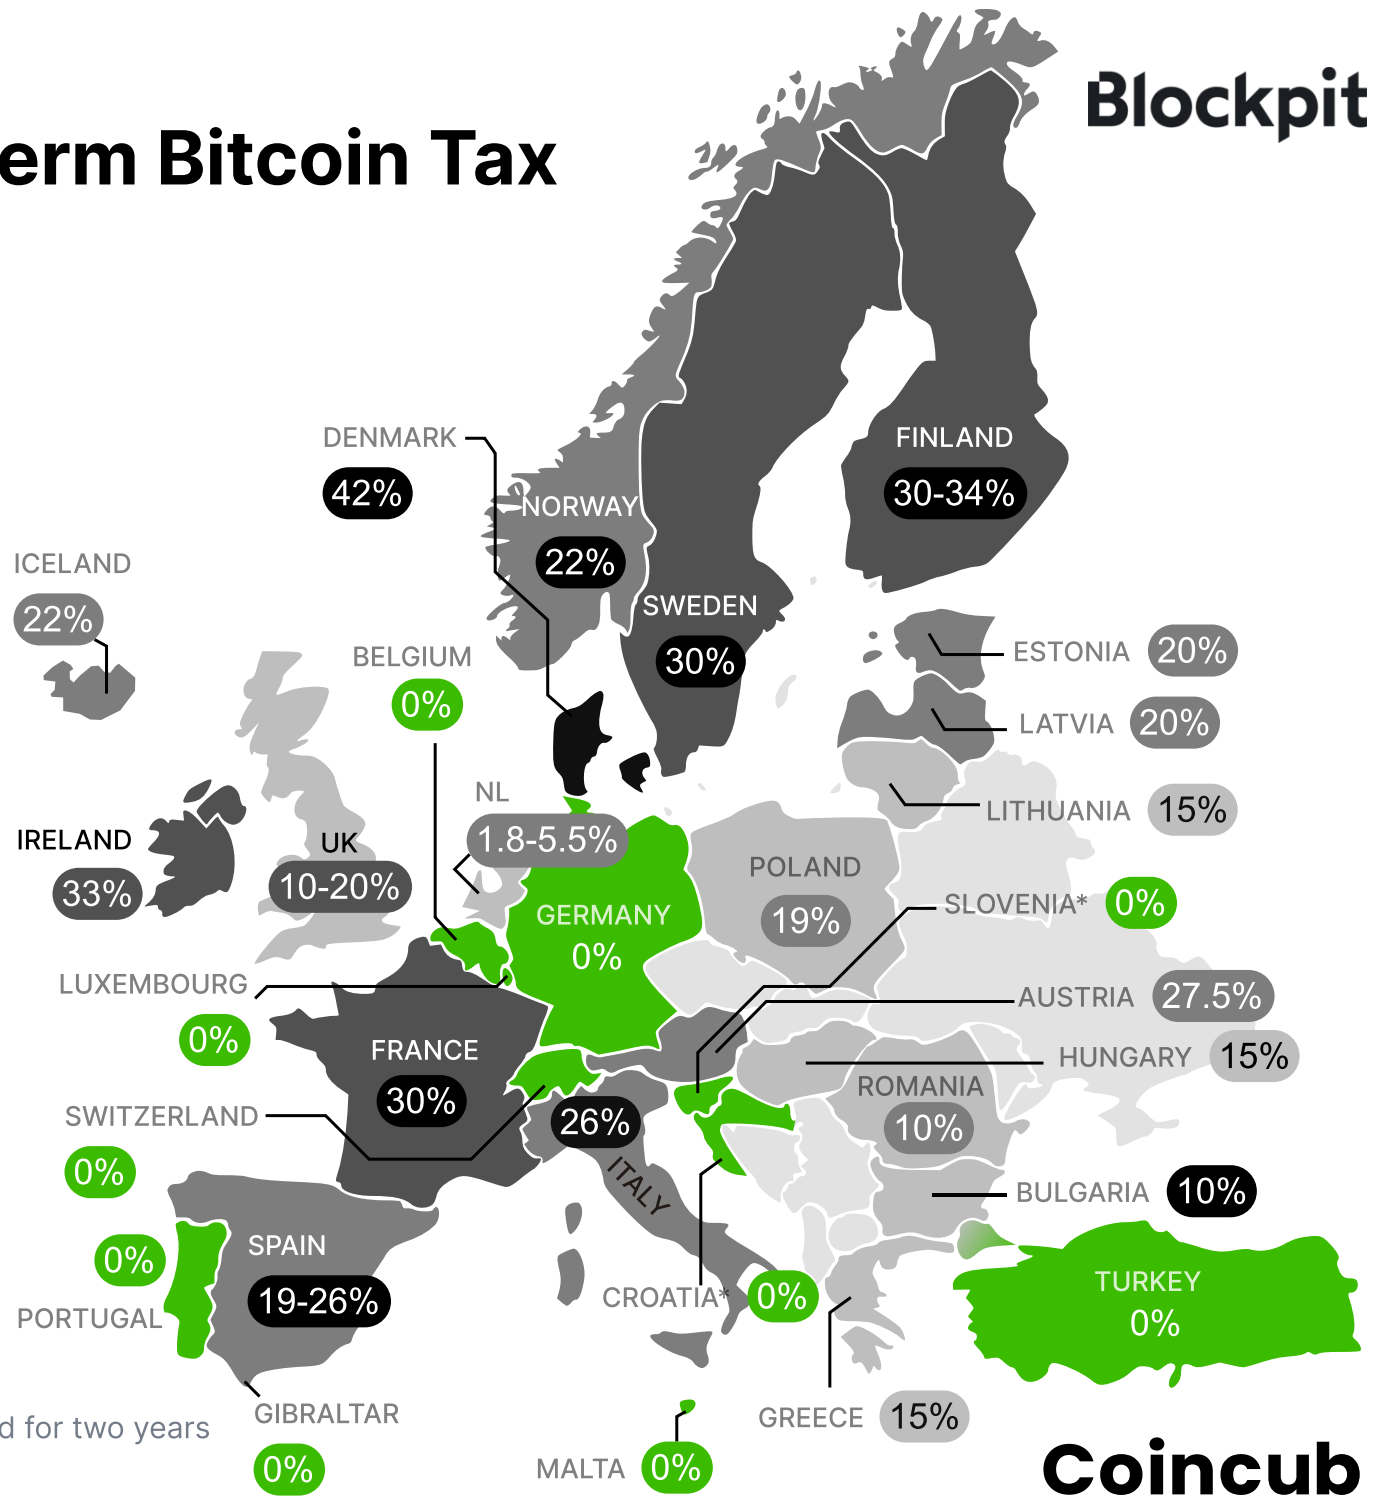 Blockpit
erm Bitcoin Tax
DENMARK
42%
FINLAND
30-34%
NORWAY
22%
ICELAND
22%
SWEDEN
30%
BELGIUM
0%
ESTONIA 20%
LATVIA 20%
NL
1.8-5.5%
LITHUANIA 15%
IRELAND
33%
UK
10-20%
POLAND
19%
GERMANY
0%
SLOVENIA* 0%
LUXEMBOURG
0%
AUSTRIA 27.5%
FRANCE
30%
HUNGARY 15%
ROMANIA
10%
SWITZERLAND
0%
26%
ITALY
BULGARIA 10%
0%
PORTUGAL
SPAIN
19-26%
CROATIA* 0%
TURKEY
0%
GREECE 15%
d for two years
GIBRALTAR
0%
MALTA 0%
Coincub